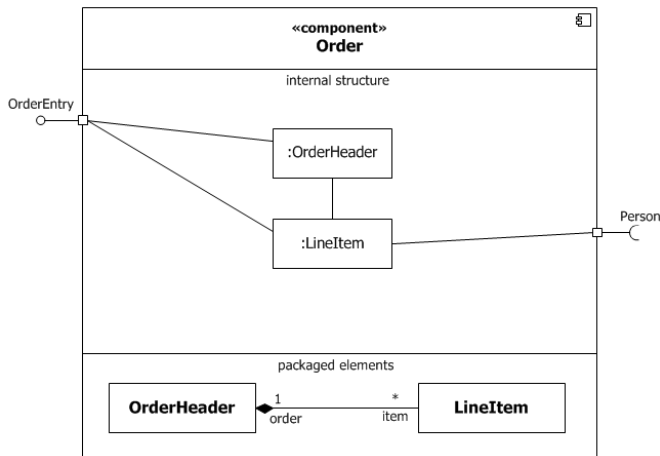 «component»
Order
internal structure
OrderEntry
:OrderHeader
:LineItem
Person
packaged elements
OrderHeader
1
order
*
item
LineItem